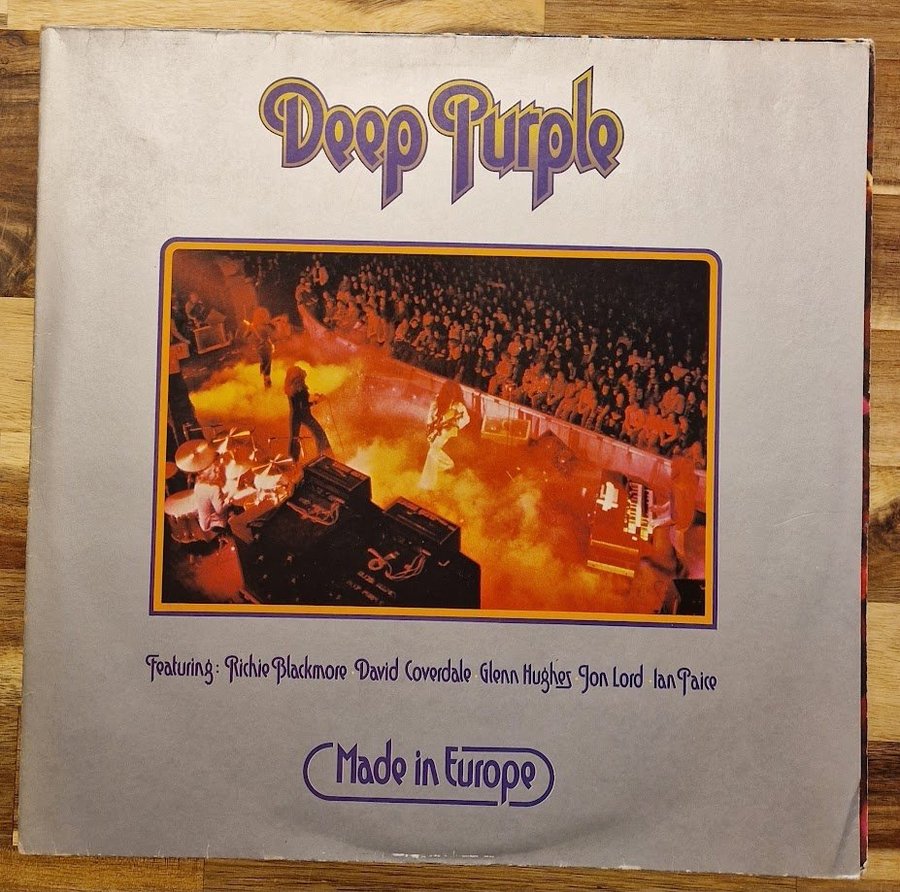 Deep Purple
Featuring: Richie Blackmore · David Coverdale · Glenn Hughes · Jon Lord · Ian Paice
Made in Europe